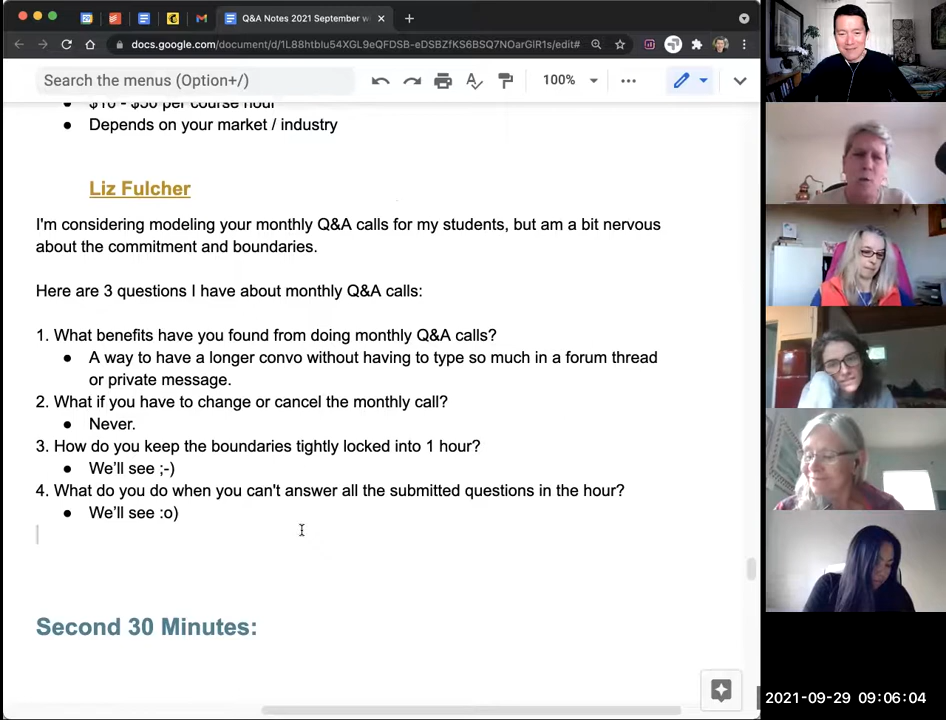 Q&A Notes 2021 September w
docs.google.com/document/d/1L88htblu54XGL9eQFDSB-eDSBZfKS6BSQ7NOarGlR1s/edit#
Search the menus (Option+/)
100%
$10 - $50 per course hour
Depends on your market / industry
Liz Fulcher
I'm considering modeling your monthly Q&A calls for my students, but am a bit nervous
about the commitment and boundaries.
Here are 3 questions I have about monthly Q&A calls:
1. What benefits have you found from doing monthly Q&A calls?
A way to have a longer convo without having to type so much in a forum thread
or private message.
2. What if you have to change or cancel the monthly call?
Never.
3. How do you keep the boundaries tightly locked into 1 hour?
We'll see ;-)
4. What do you do when you can't answer all the submitted questions in the hour?
We'll see :o)
Second 30 Minutes:
2021-09-29 09:06:04